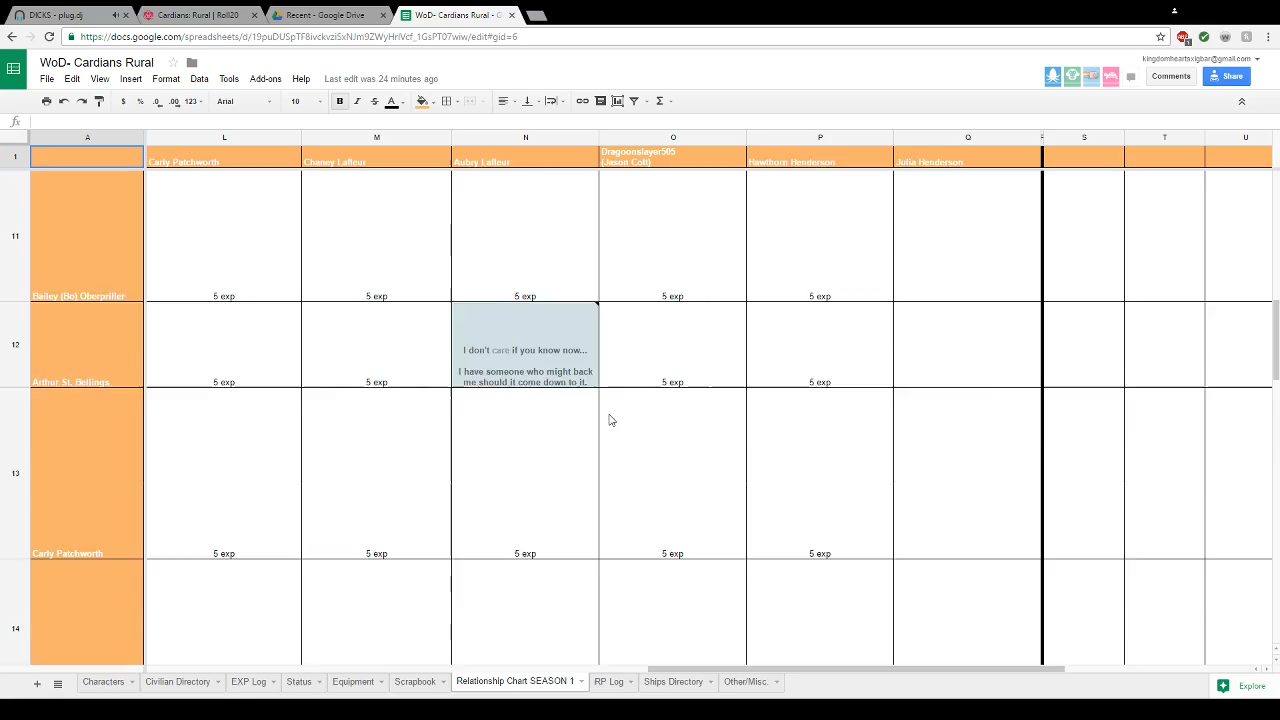 DICKS - plug.dj
Cardians: Rural | Roll20
Recent - Google Drive
WoD- Cardians Rural - G
https://docs.google.com/spreadsheets/d/19puDUSpTF8ivckvziSxNJm9ZWyHriVcf_1GsPT07wiw/edit#gid=6
WoD- Cardians Rural
kingdomheartsxigbar@gmail.com
File Edit View Insert Format Data Tools Add-ons Help Last edit was 24 minutes ago
Comments Share
$ % .0 .00 123 Arial 10 B I S A
fx
A L M N O P Q S T U
1 Carly Patchworth Chaney Lafleur Aubry Lafleur Dragoonslayer505
(Jason Colt) Hawthorn Henderson Julia Henderson
11
Bailey (Bo) Oberpriller 5 exp 5 exp 5 exp 5 exp 5 exp
12 I don't care if you know now...
I have someone who might back
me should it come down to it.
Arthur St. Bellings 5 exp 5 exp 5 exp 5 exp
13
Carly Patchworth 5 exp 5 exp 5 exp 5 exp 5 exp
14
Characters Civilian Directory EXP Log Status Equipment Scrapbook Relationship Chart SEASON 1 RP Log Ships Directory Other/Misc. Explore